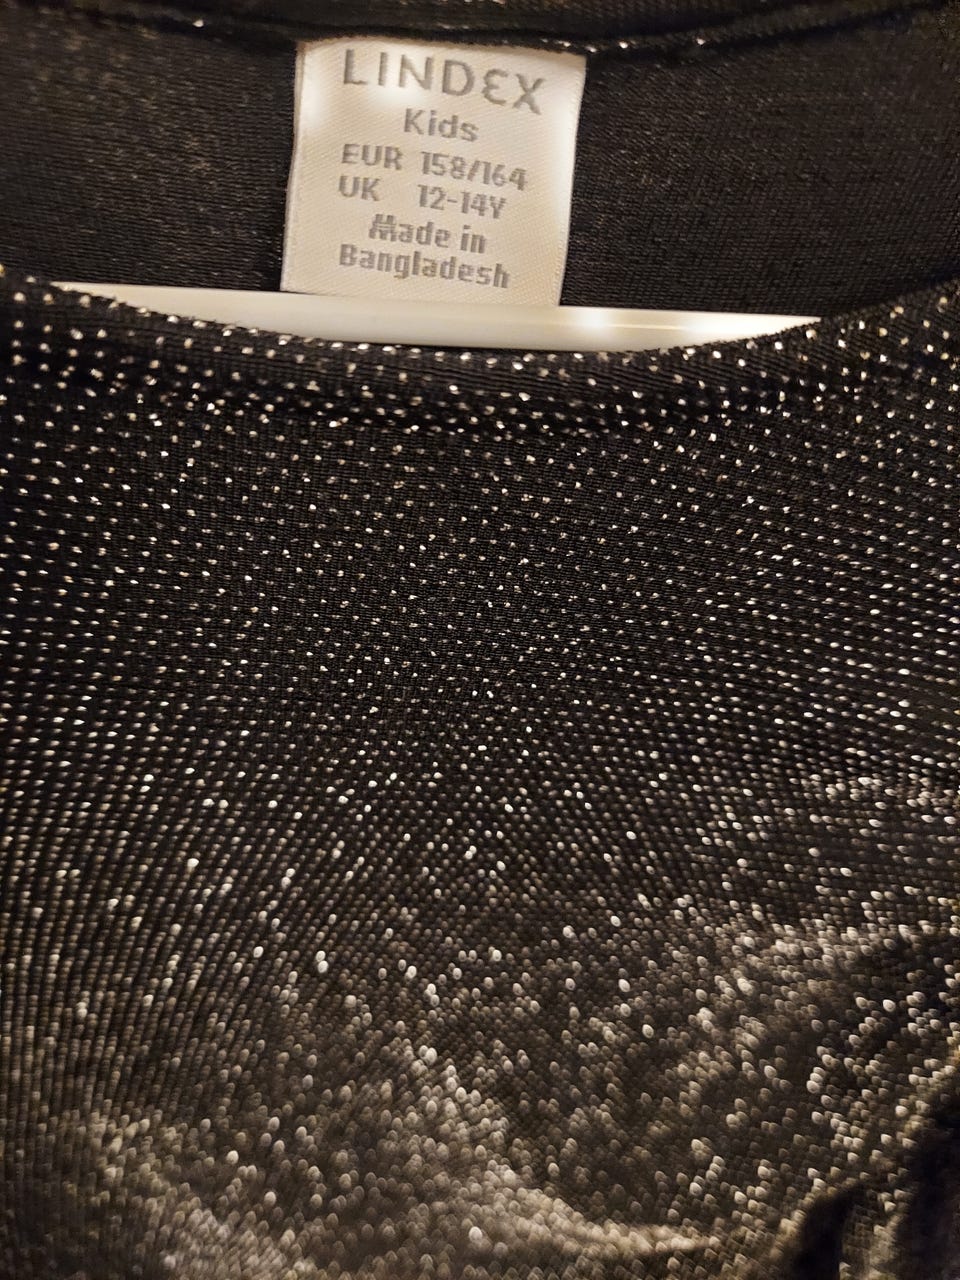 LINDEX
Kids
EUR 158/164
UK 12-14Y
Made in
Bangladesh